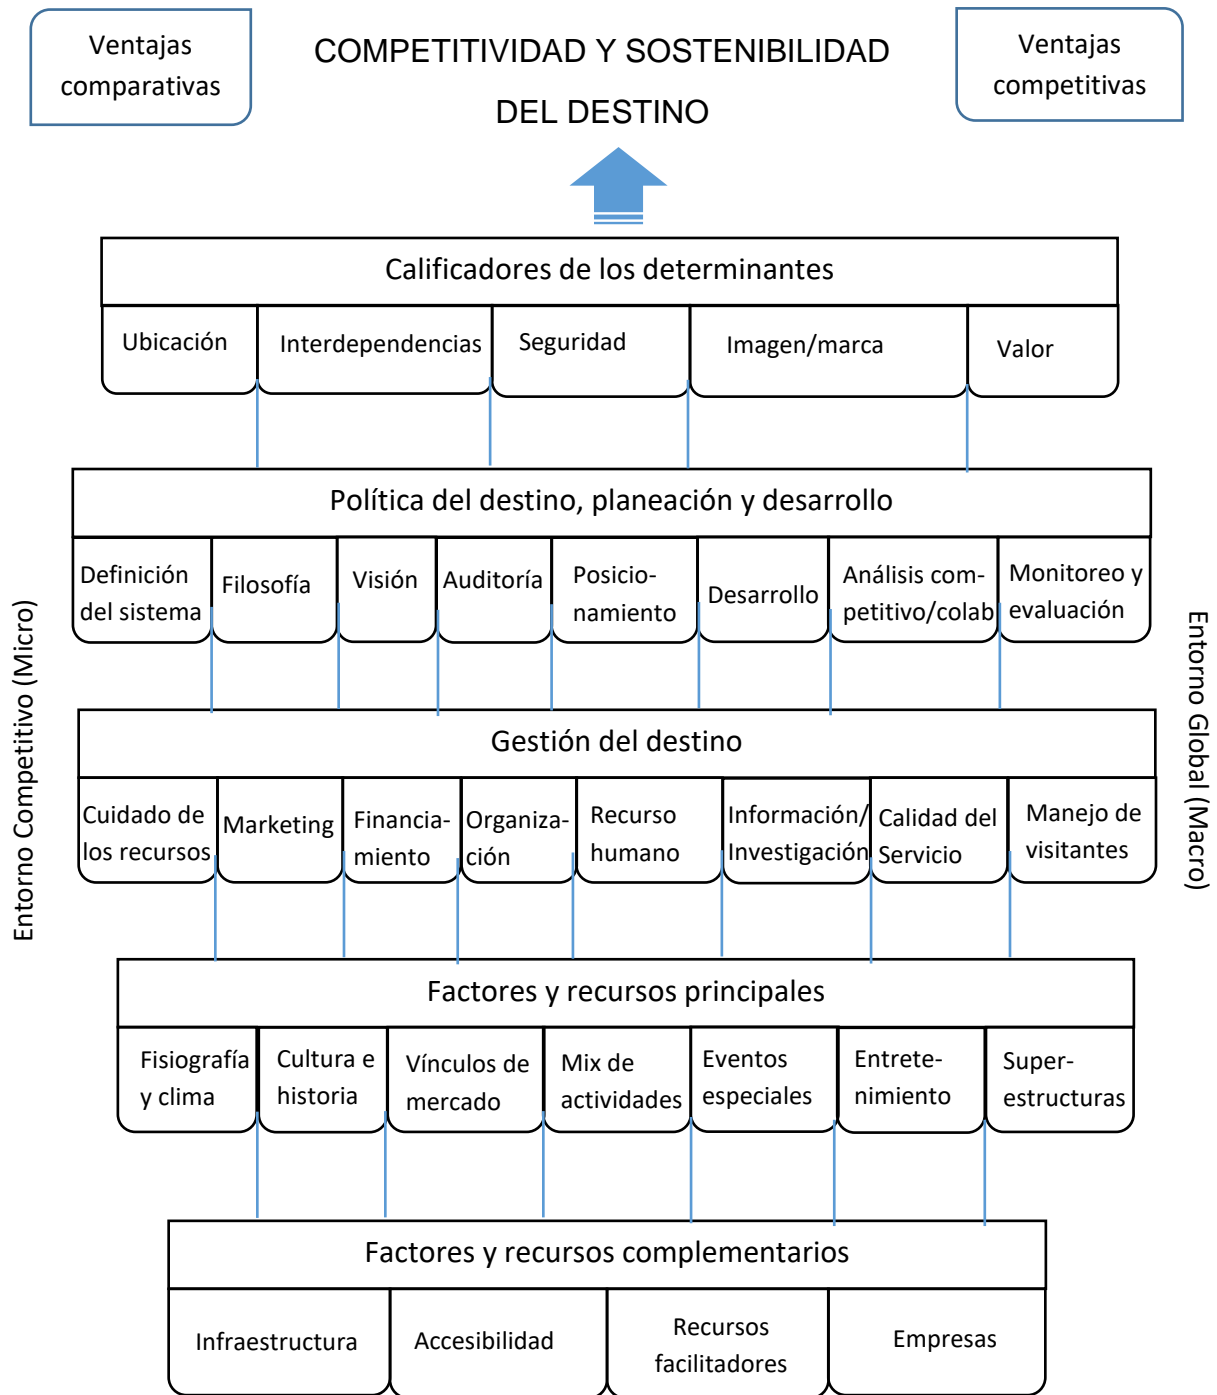 Ventajas
comparativas
COMPETITIVIDAD Y SOSTENIBILIDAD
DEL DESTINO
Ventajas
competitivas
Calificadores de los determinantes
Ubicación
Interdependencias
Seguridad
Imagen/marca
Valor
Política del destino, planeación y desarrollo
Definición
del sistema
Filosofía
Visión
Auditoría
Posicio-
namiento
Desarrollo
Análisis com-
petitivo/colab
Monitoreo y
evaluación
Entorno Competitivo (Micro)
Entorno Global (Macro)
Gestión del destino
Cuidado de
los recursos
Marketing
Financia-
miento
Organiza-
ción
Recurso
humano
Información/
Investigación
Calidad del
Servicio
Manejo de
visitantes
Factores y recursos principales
Fisiografía
y clima
Cultura e
historia
Vínculos de
mercado
Mix de
actividades
Eventos
especiales
Entrete-
nimiento
Super-
estructuras
Factores y recursos complementarios
Infraestructura
Accesibilidad
Recursos
facilitadores
Empresas